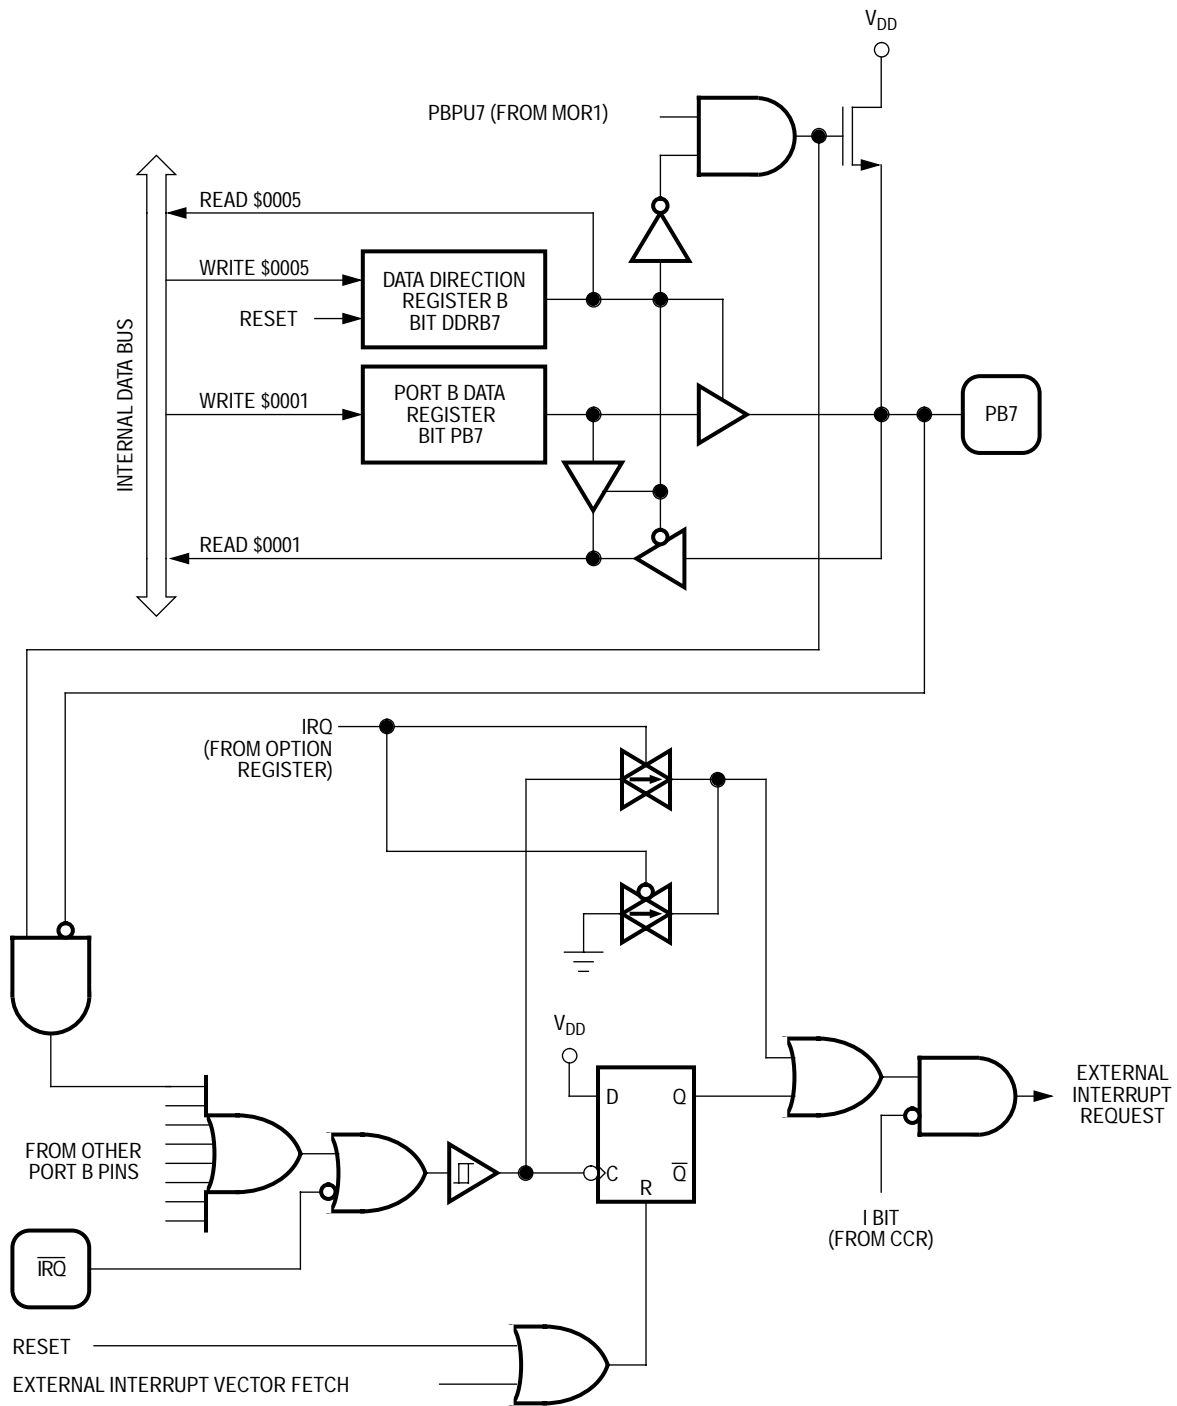 VDD
PBPU7 (FROM MOR1)
READ $0005
WRITE $0005
RESET
DATA DIRECTION
REGISTER B
BIT DDRB7
INTERNAL DATA BUS
WRITE $0001
PORT B DATA
REGISTER
BIT PB7
PB7
READ $0001
IRQ
(FROM OPTION
REGISTER)
VDD
D
Q
C
Q
R
EXTERNAL
INTERRUPT
REQUEST
FROM OTHER
PORT B PINS
I BIT
(FROM CCR)
IRQ
RESET
EXTERNAL INTERRUPT VECTOR FETCH